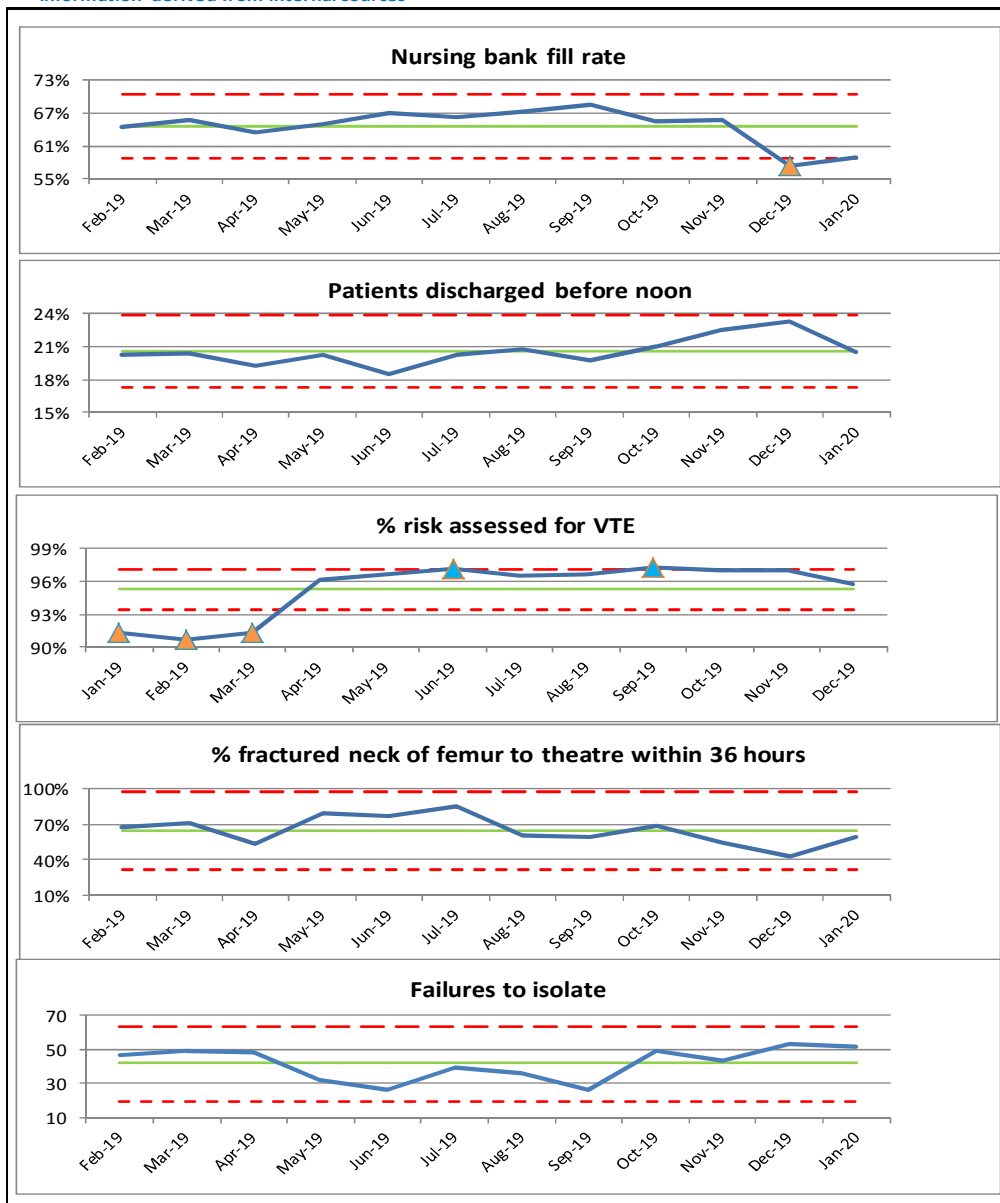 Information derived from internal sources
Nursing bank fill rate
73%
67%
61%
55%
Feb-19 Mar-19 Apr-19 May-19 Jun-19 Jul-19 Aug-19 Sep-19 Oct-19 Nov-19 Dec-19 Jan-20
Patients discharged before noon
24%
21%
18%
15%
Feb-19 Mar-19 Apr-19 May-19 Jun-19 Jul-19 Aug-19 Sep-19 Oct-19 Nov-19 Dec-19 Jan-20
% risk assessed for VTE
99%
96%
93%
90%
Jan-19 Feb-19 Mar-19 Apr-19 May-19 Jun-19 Jul-19 Aug-19 Sep-19 Oct-19 Nov-19 Dec-19
% fractured neck of femur to theatre within 36 hours
100%
70%
40%
10%
Feb-19 Mar-19 Apr-19 May-19 Jun-19 Jul-19 Aug-19 Sep-19 Oct-19 Nov-19 Dec-19 Jan-20
Failures to isolate
70
50
30
10
Feb-19 Mar-19 Apr-19 May-19 Jun-19 Jul-19 Aug-19 Sep-19 Oct-19 Nov-19 Dec-19 Jan-20